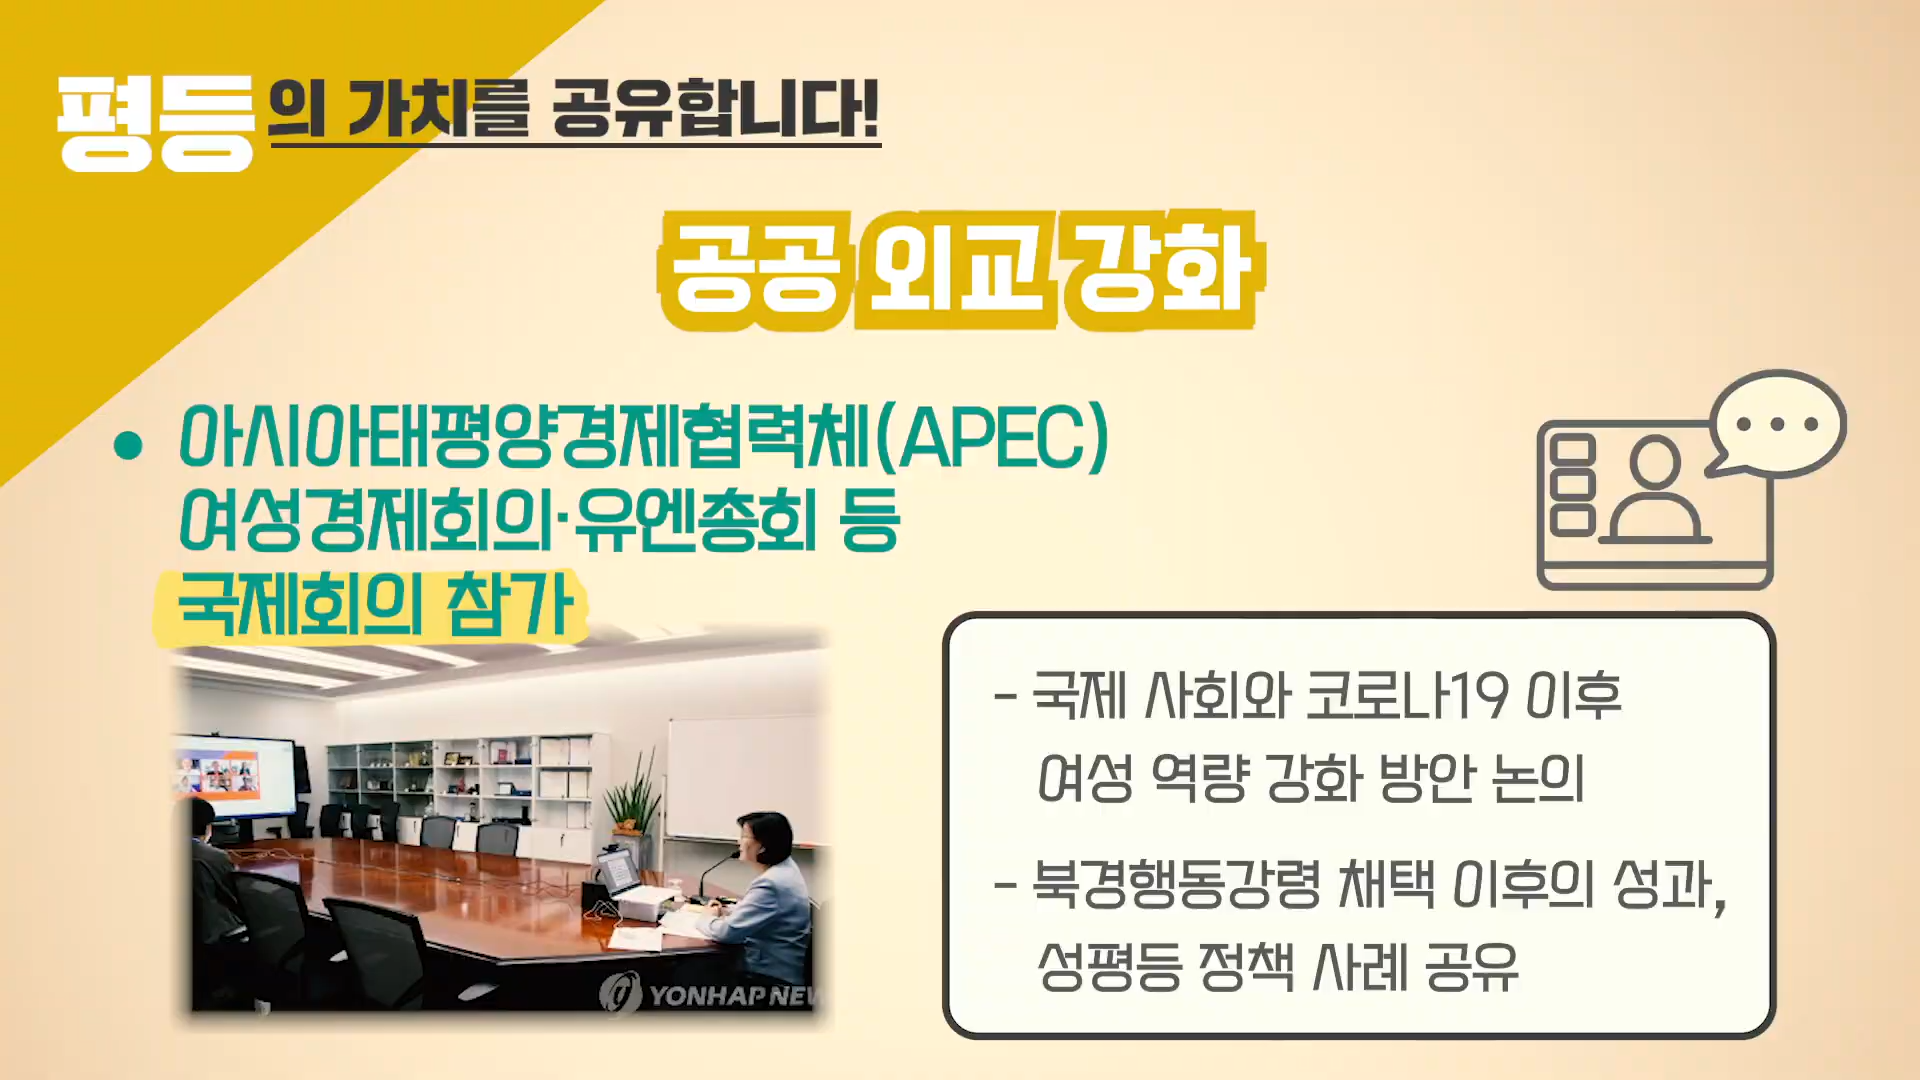 평등의 가치를 공유합니다!
공공 외교 강화
• 아시아태평양경제협력체(APEC)
여성경제회의·유엔총회 등
국제회의 참가
- 국제 사회와 코로나19 이후
여성 역량 강화 방안 논의
- 북경행동강령 채택 이후의 성과,
성평등 정책 사례 공유
YONHAP NEW